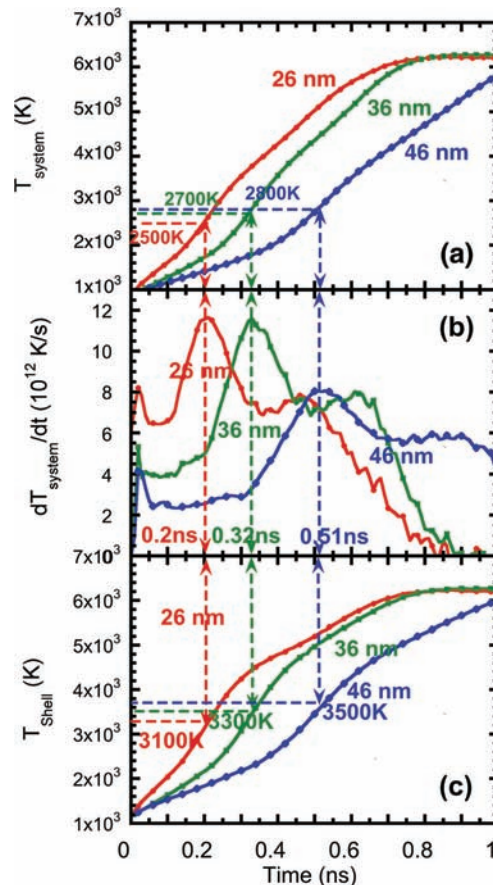 7x10³
6x10³
5x10³
4x10³
3x10³
2x10³
1x10³
T_system (K)
26 nm
36 nm
46 nm
2700K
2800K
2500K
(a)
12
10
8
6
4
2
0
dT_system/dt (10¹² K/s)
(b)
26 nm
36 nm
46 nm
0.2ns
0.32ns
0.51ns
7x10³
6x10³
5x10³
4x10³
3x10³
2x10³
1x10³
T_Shell (K)
26 nm
36 nm
46 nm
3100K
3300K
3500K
(c)
0 0.2 0.4 0.6 0.8 1.0
Time (ns)